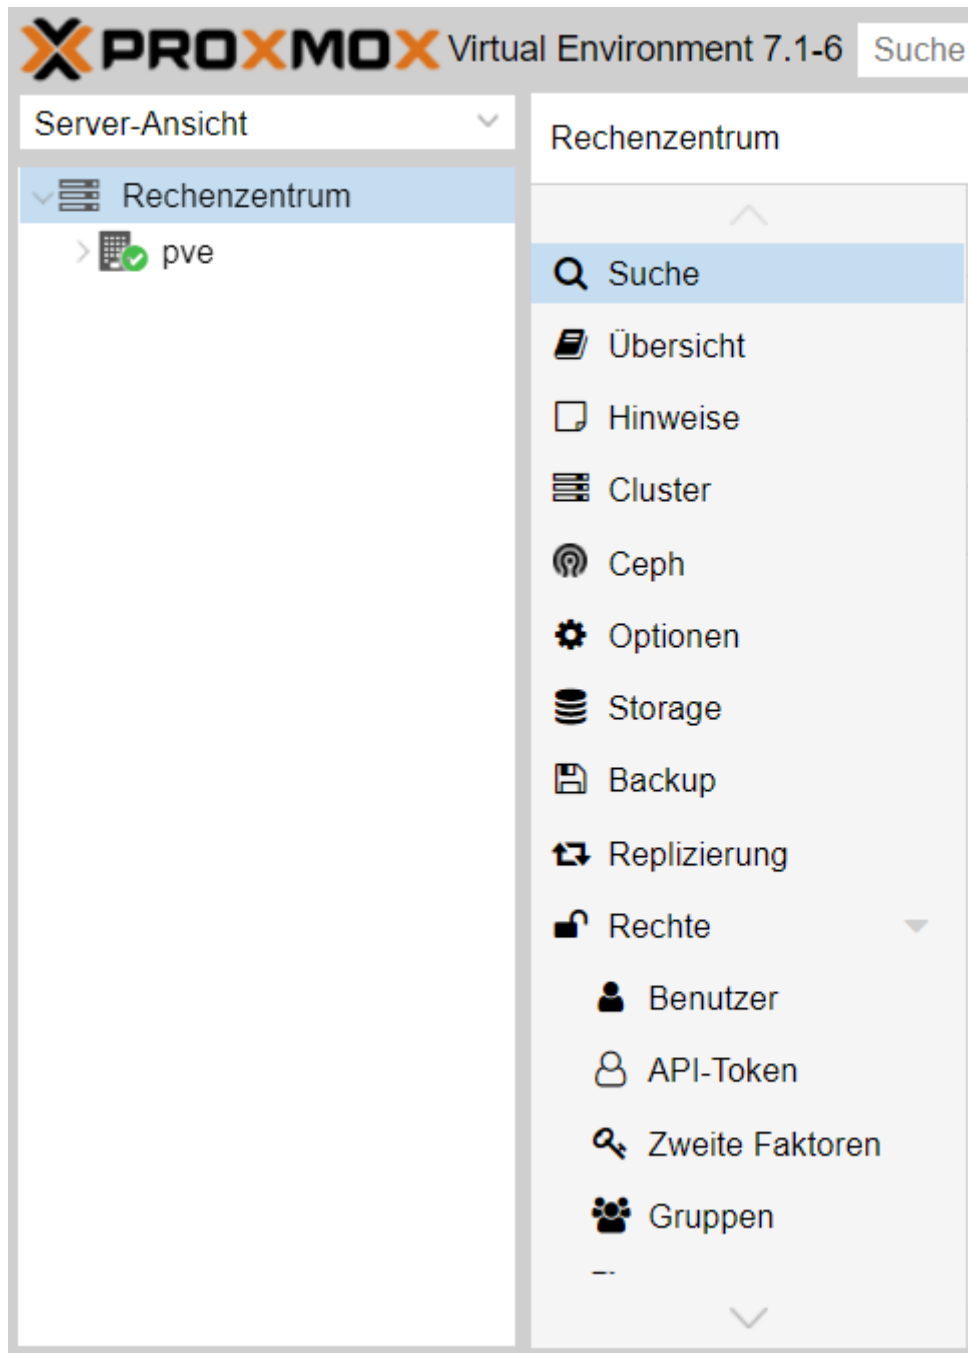 PROXMOX Virtual Environment 7.1-6 Suche
Server-Ansicht
Rechenzentrum
pve
Rechenzentrum
Suche
Übersicht
Hinweise
Cluster
Ceph
Optionen
Storage
Backup
Replizierung
Rechte
Benutzer
API-Token
Zweite Faktoren
Gruppen